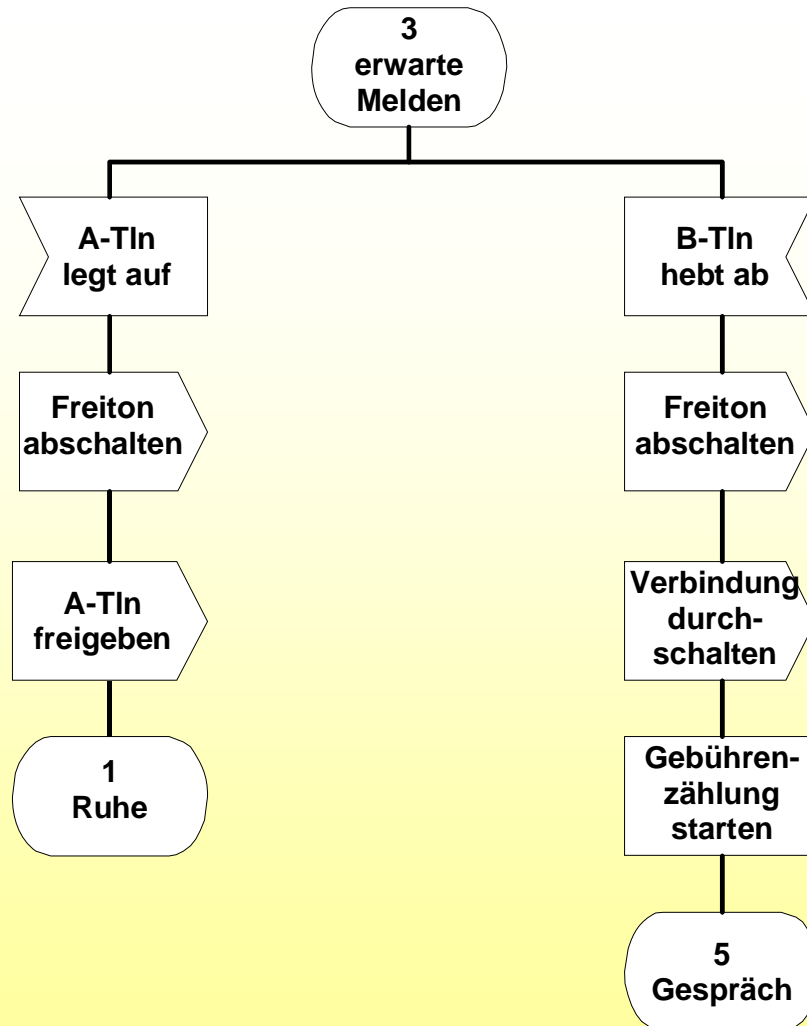 3
erwarte
Melden
A-Tln
legt auf
Freiton
abschalten
A-Tln
freigeben
1
Ruhe
B-Tln
hebt ab
Freiton
abschalten
Verbindung
durch-
schalten
Gebühren-
zählung
starten
5
Gespräch